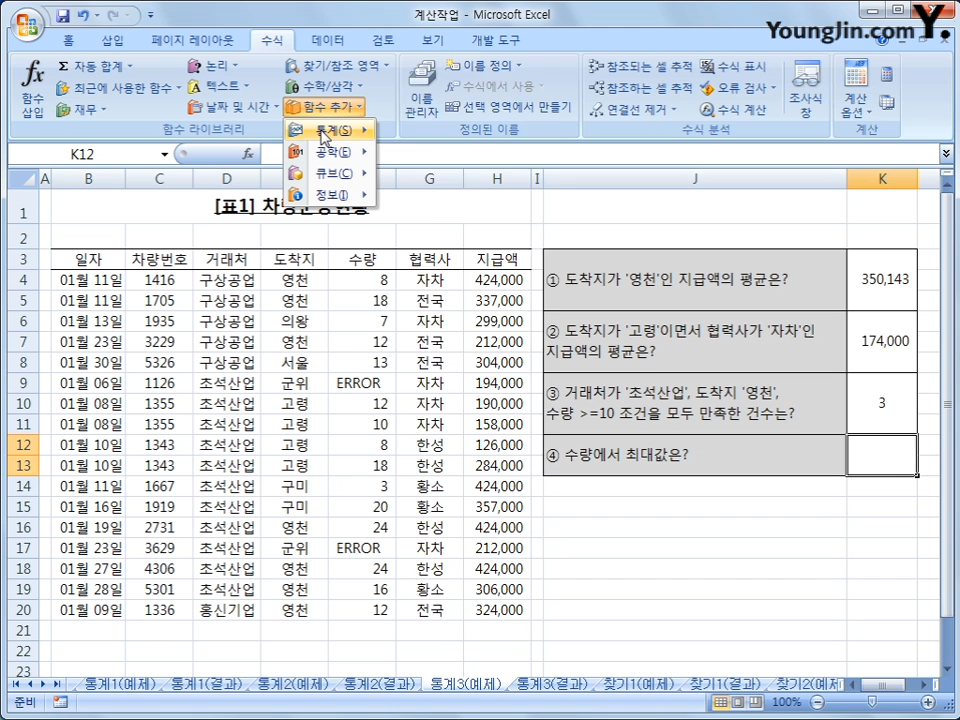 계산작업 - Microsoft Excel
YoungJin.com
홈 삽입 페이지 레이아웃 수식 데이터 검토 보기 개발 도구
Σ 자동 합계 논리 찾기/참조 영역 이름 정의 참조되는 셀 추적 수식 표시
fx 최근에 사용한 함수 텍스트 수학/삼각 수식에서 사용 참조하는 셀 추적 오류 검사
함수 삽입 재무 날짜 및 시간 함수 추가 이름 관리자 선택 영역에서 만들기 연결선 제거 수식 계산 조사식 창 계산 옵션
함수 라이브러리 정의된 이름 수식 분석 계산
통계(S)
공학(E)
큐브(C)
정보(I)
K12 fx
A B C D G H I J K
1 [표1]
2
3 일자 차량번호 거래처 도착지 수량 협력사 지급액
4 01월 11일 1416 구상공업 영천 8 자차 424,000
5 01월 11일 1705 구상공업 영천 18 전국 337,000
6 01월 13일 1935 구상공업 의왕 7 자차 299,000
7 01월 23일 3229 구상공업 영천 12 전국 212,000
8 01월 30일 5326 구상공업 서울 13 전국 304,000
9 01월 06일 1126 초석산업 군위 ERROR 자차 194,000
10 01월 08일 1355 초석산업 고령 12 자차 190,000
11 01월 08일 1355 초석산업 고령 10 자차 158,000
12 01월 10일 1343 초석산업 고령 8 한성 126,000
13 01월 10일 1343 초석산업 고령 18 한성 284,000
14 01월 11일 1667 초석산업 구미 3 황소 424,000
15 01월 16일 1919 초석산업 구미 20 황소 357,000
16 01월 19일 2731 초석산업 영천 24 한성 424,000
17 01월 23일 3629 초석산업 군위 ERROR 자차 212,000
18 01월 27일 4306 초석산업 영천 24 한성 424,000
19 01월 28일 5301 초석산업 영천 16 황소 306,000
20 01월 09일 1336 홍신기업 영천 12 전국 324,000
21
22
23
① 도착지가 '영천'인 지급액의 평균은? 350,143
② 도착지가 '고령'이면서 협력사가 '자차'인
지급액의 평균은? 174,000
③ 거래처가 '초석산업', 도착지 '영천',
수량 >=10 조건을 모두 만족한 건수는? 3
④ 수량에서 최대값은?
통계1(예제) 통계1(결과) 통계2(예제) 통계2(결과) 통계3(예제) 통계3(결과) 찾기1(예제) 찾기1(결과) 찾기2(예제
준비 100%